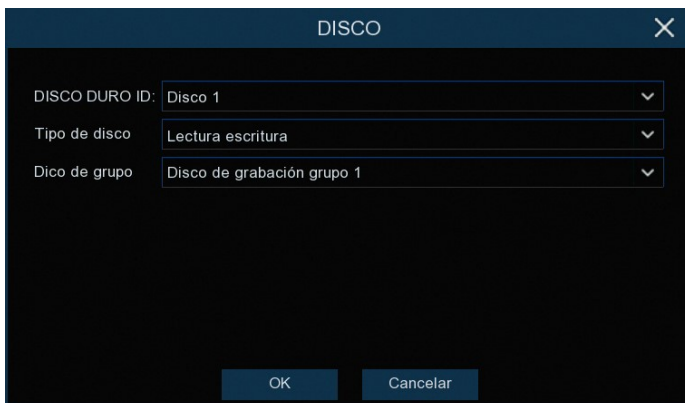 DISCO
DISCO DURO ID: Disco 1
Tipo de disco Lectura escritura
Dico de grupo Disco de grabación grupo 1
OK Cancelar